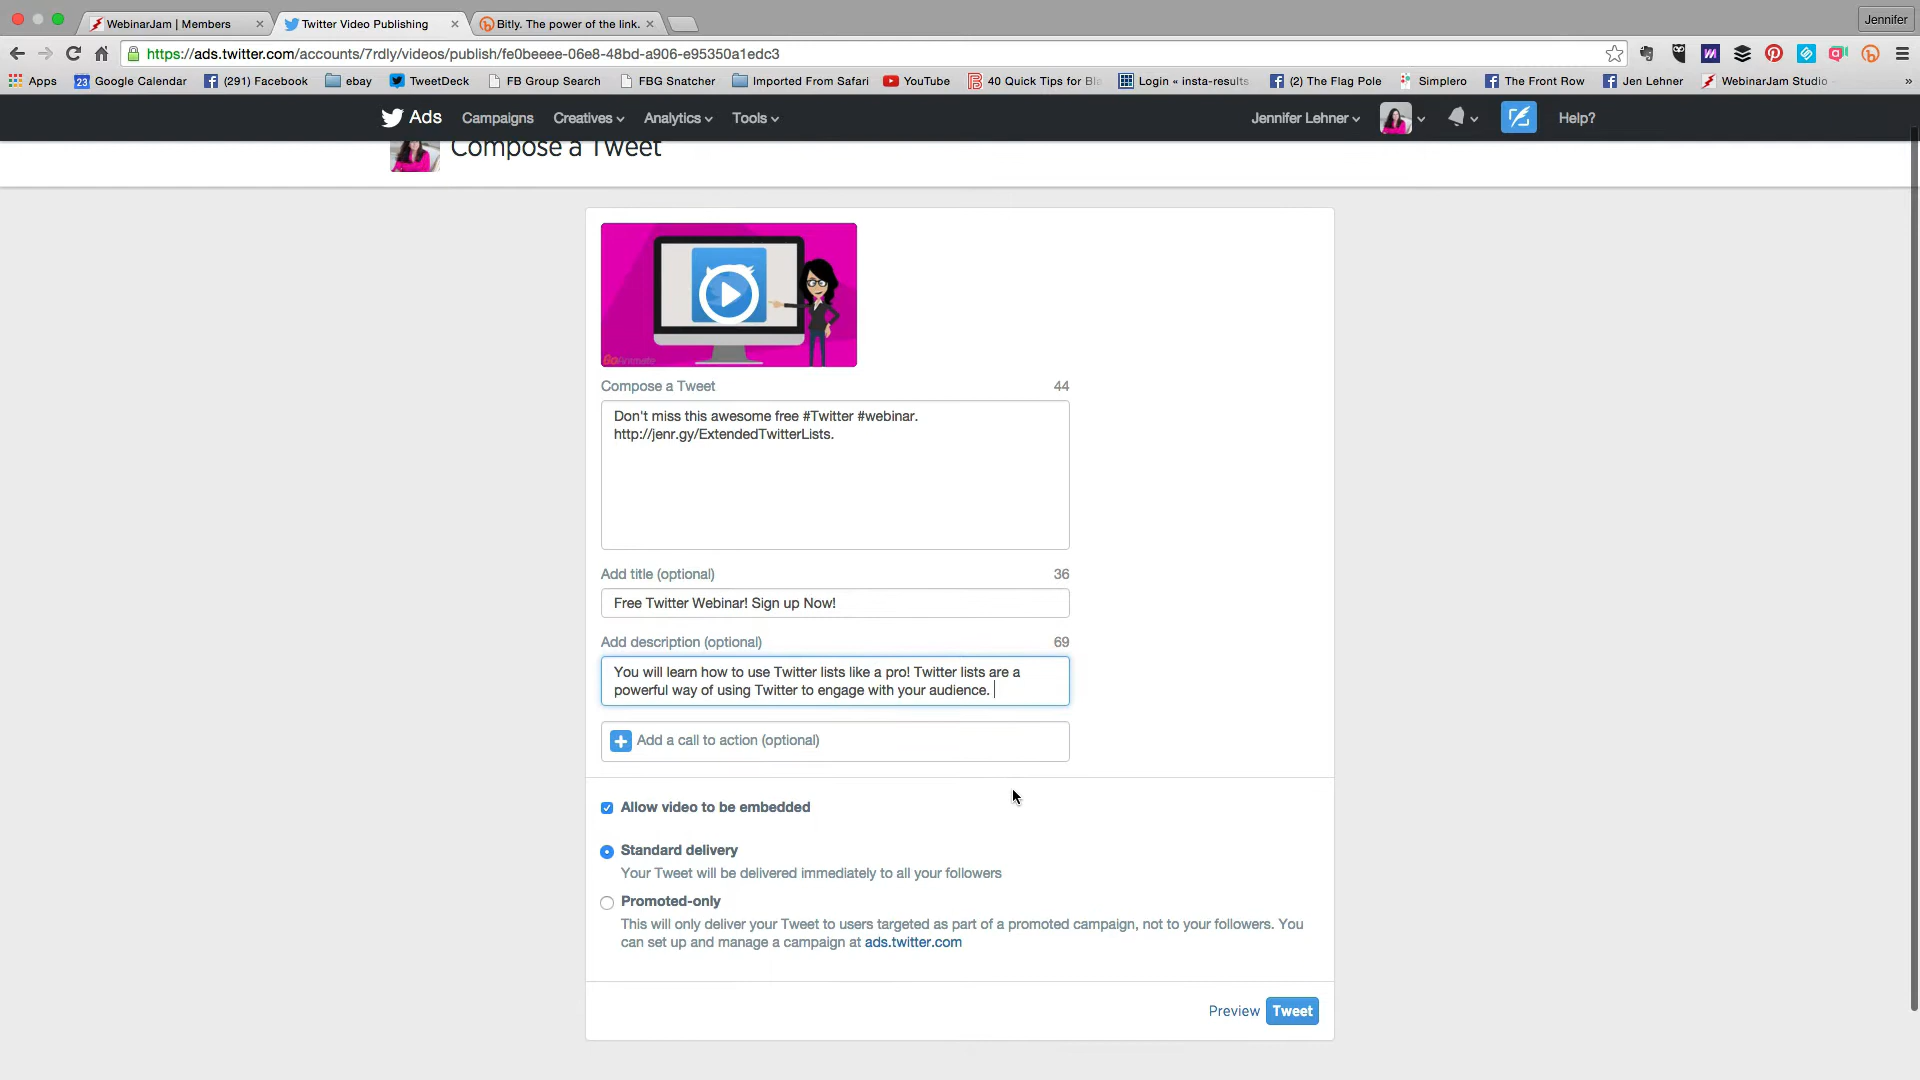 WebinarJam | Members
Twitter Video Publishing
Bitly. The power of the link.
Jennifer
https://ads.twitter.com/accounts/7rdly/videos/publish/fe0beeee-06e8-48bd-a906-e95350a1edc3
Apps
23 Google Calendar
(291) Facebook
ebay
TweetDeck
FB Group Search
FBG Snatcher
Imported From Safari
YouTube
40 Quick Tips for Bl
Login « insta-results
(2) The Flag Pole
Simplero
The Front Row
Jen Lehner
WebinarJam Studio
»
Ads
Campaigns
Creatives
Analytics
Tools
Jennifer Lehner
Help?
Compose a Tweet
GoAnimate
Compose a Tweet 44
Don't miss this awesome free #Twitter #webinar.
http://jenr.gy/ExtendedTwitterLists.
Add title (optional) 36
Free Twitter Webinar! Sign up Now!
Add description (optional) 69
You will learn how to use Twitter lists like a pro! Twitter lists are a
powerful way of using Twitter to engage with your audience.
Add a call to action (optional)
Allow video to be embedded
Standard delivery
Your Tweet will be delivered immediately to all your followers
Promoted-only
This will only deliver your Tweet to users targeted as part of a promoted campaign, not to your followers. You
can set up and manage a campaign at ads.twitter.com
Preview Tweet